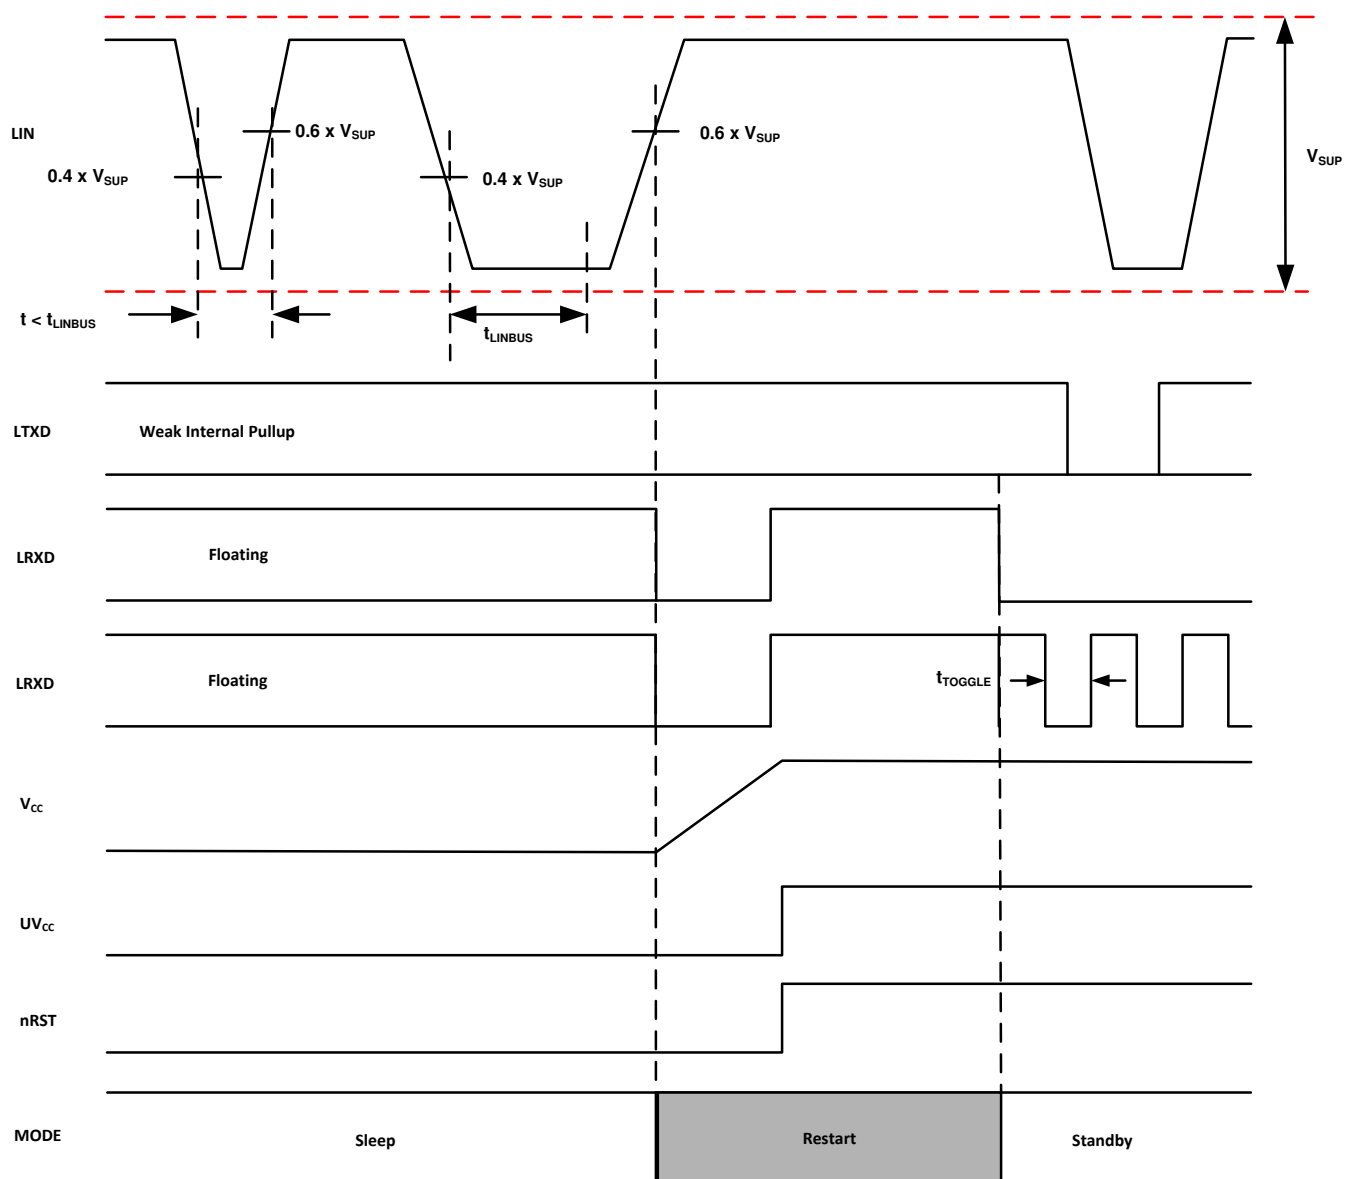 LIN
0.6 x VSUP
0.6 x VSUP
0.4 x VSUP
0.4 x VSUP
VSUP
t < tLINBUS
tLINBUS
LTXD
Weak Internal Pullup
LRXD
Floating
LRXD
Floating
tTOGGLE
VCC
UVCC
nRST
MODE
Sleep
Restart
Standby